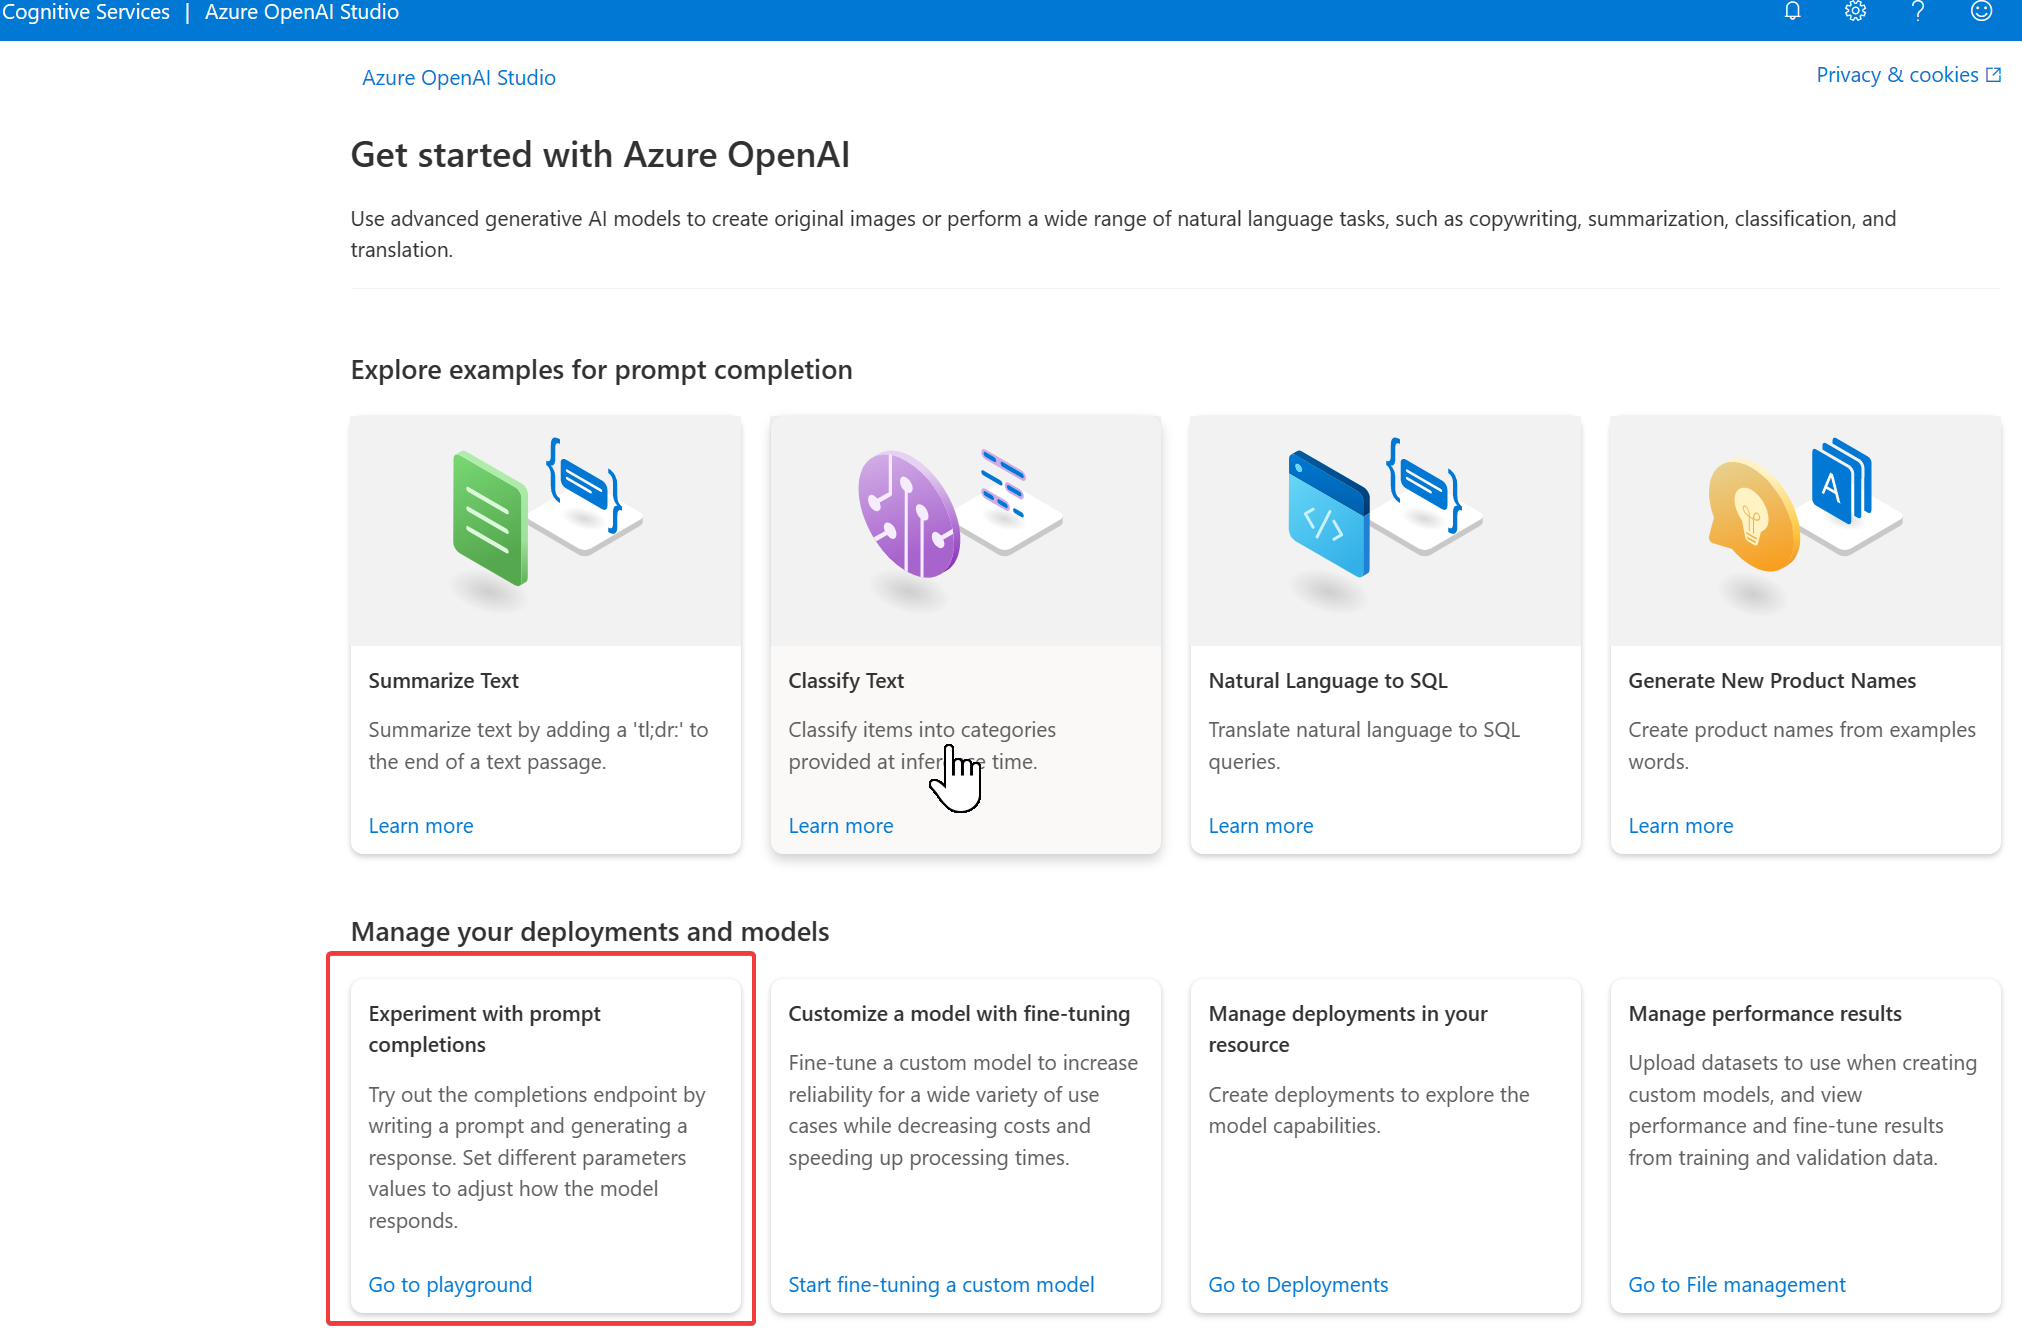 Cognitive Services | Azure OpenAI Studio
Azure OpenAI Studio
Privacy & cookies
Get started with Azure OpenAI
Use advanced generative AI models to create original images or perform a wide range of natural language tasks, such as copywriting, summarization, classification, and
translation.
Explore examples for prompt completion
Summarize Text
Summarize text by adding a 'tl;dr:' to
the end of a text passage.
Learn more
Classify Text
Classify items into categories
provided at inference time.
Learn more
</>
Natural Language to SQL
Translate natural language to SQL
queries.
Learn more
A
Generate New Product Names
Create product names from examples
words.
Learn more
Manage your deployments and models
Experiment with prompt
completions
Try out the completions endpoint by
writing a prompt and generating a
response. Set different parameters
values to adjust how the model
responds.
Go to playground
Customize a model with fine-tuning
Fine-tune a custom model to increase
reliability for a wide variety of use
cases while decreasing costs and
speeding up processing times.
Start fine-tuning a custom model
Manage deployments in your
resource
Create deployments to explore the
model capabilities.
Go to Deployments
Manage performance results
Upload datasets to use when creating
custom models, and view
performance and fine-tune results
from training and validation data.
Go to File management